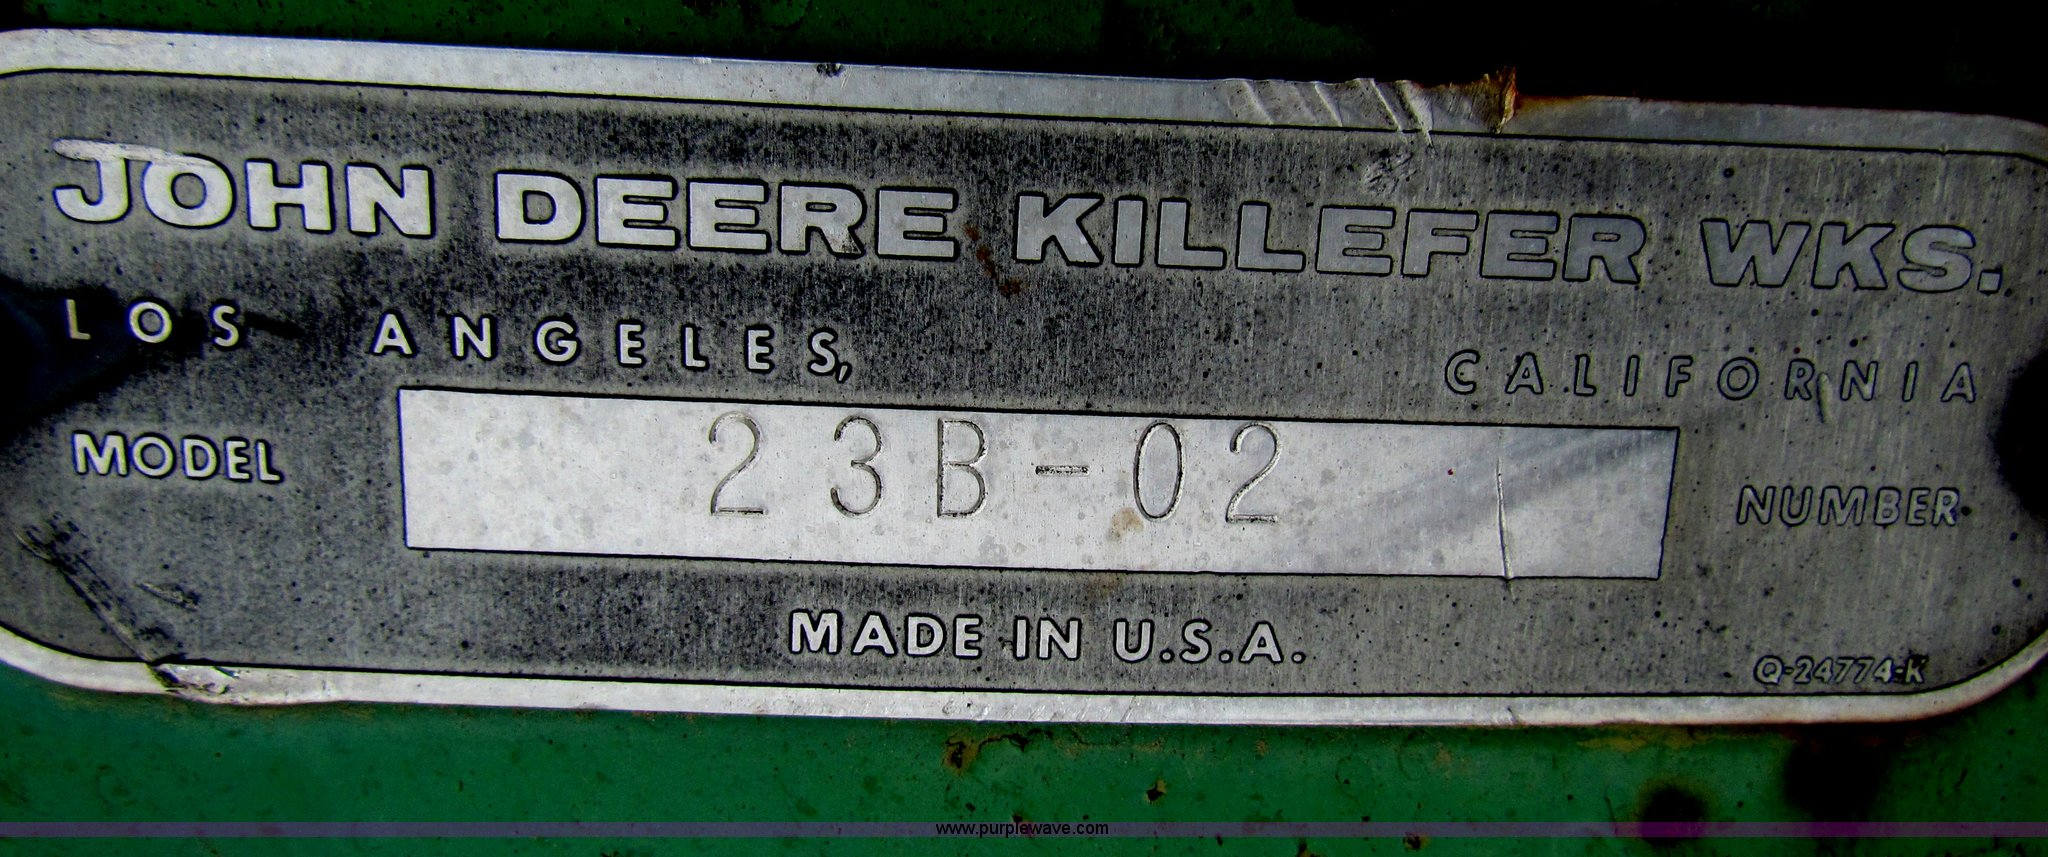 JOHN DEERE KILLEFER WKS.
LOS ANGELES, CALIFORNIA
MODEL 23B-02 NUMBER
MADE IN U.S.A.
Q-24774-K
www.purplewave.com